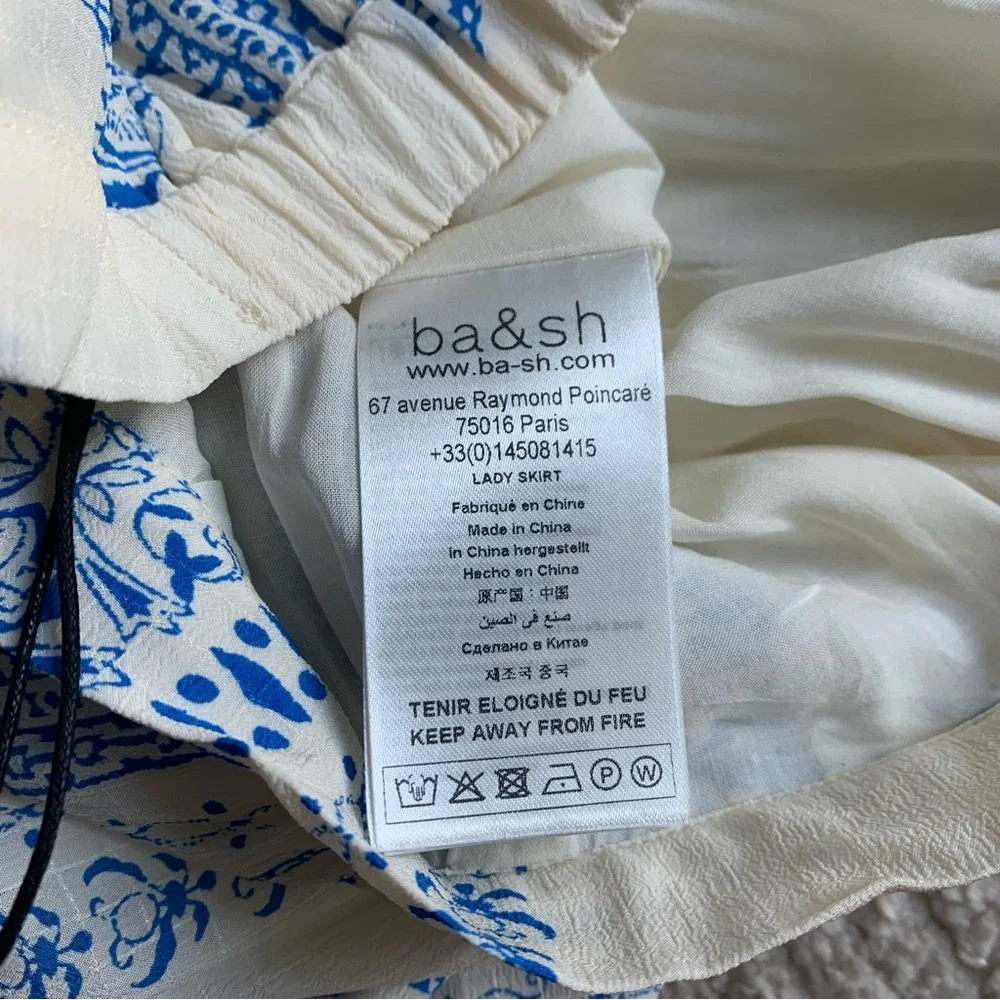 ba&sh
www.ba-sh.com
67 avenue Raymond Poincaré
75016 Paris
+33(0)145081415
LADY SKIRT
Fabriqué en Chine
Made in China
in China hergestellt
Hecho en China
原产国：中国
صنع في الصين
Сделано в Китае
제조국 중국
TENIR ELOIGNÉ DU FEU
KEEP AWAY FROM FIRE
P W